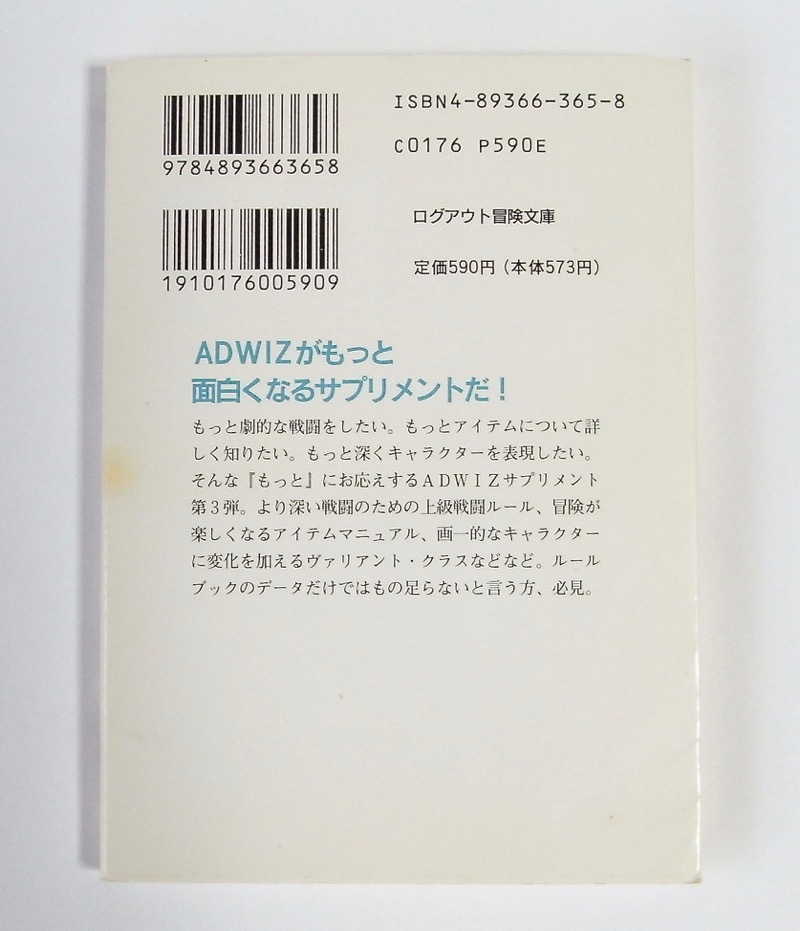 9784893663658
ISBN4-89366-365-8
C0176 P590E
1910176005909
ログアウト冒険文庫
定価590円（本体573円）
ADWIZがもっと
面白くなるサプリメントだ！
もっと劇的な戦闘をしたい。もっとアイテムについて詳
しく知りたい。もっと深くキャラクターを表現したい。
そんな『もっと』にお応えするＡＤＷＩＺサプリメント
第３弾。より深い戦闘のための上級戦闘ルール、冒険が
楽しくなるアイテムマニュアル、画一的なキャラクター
に変化を加えるヴァリアント・クラスなどなど。ルール
ブックのデータだけではもの足らないと言う方、必見。